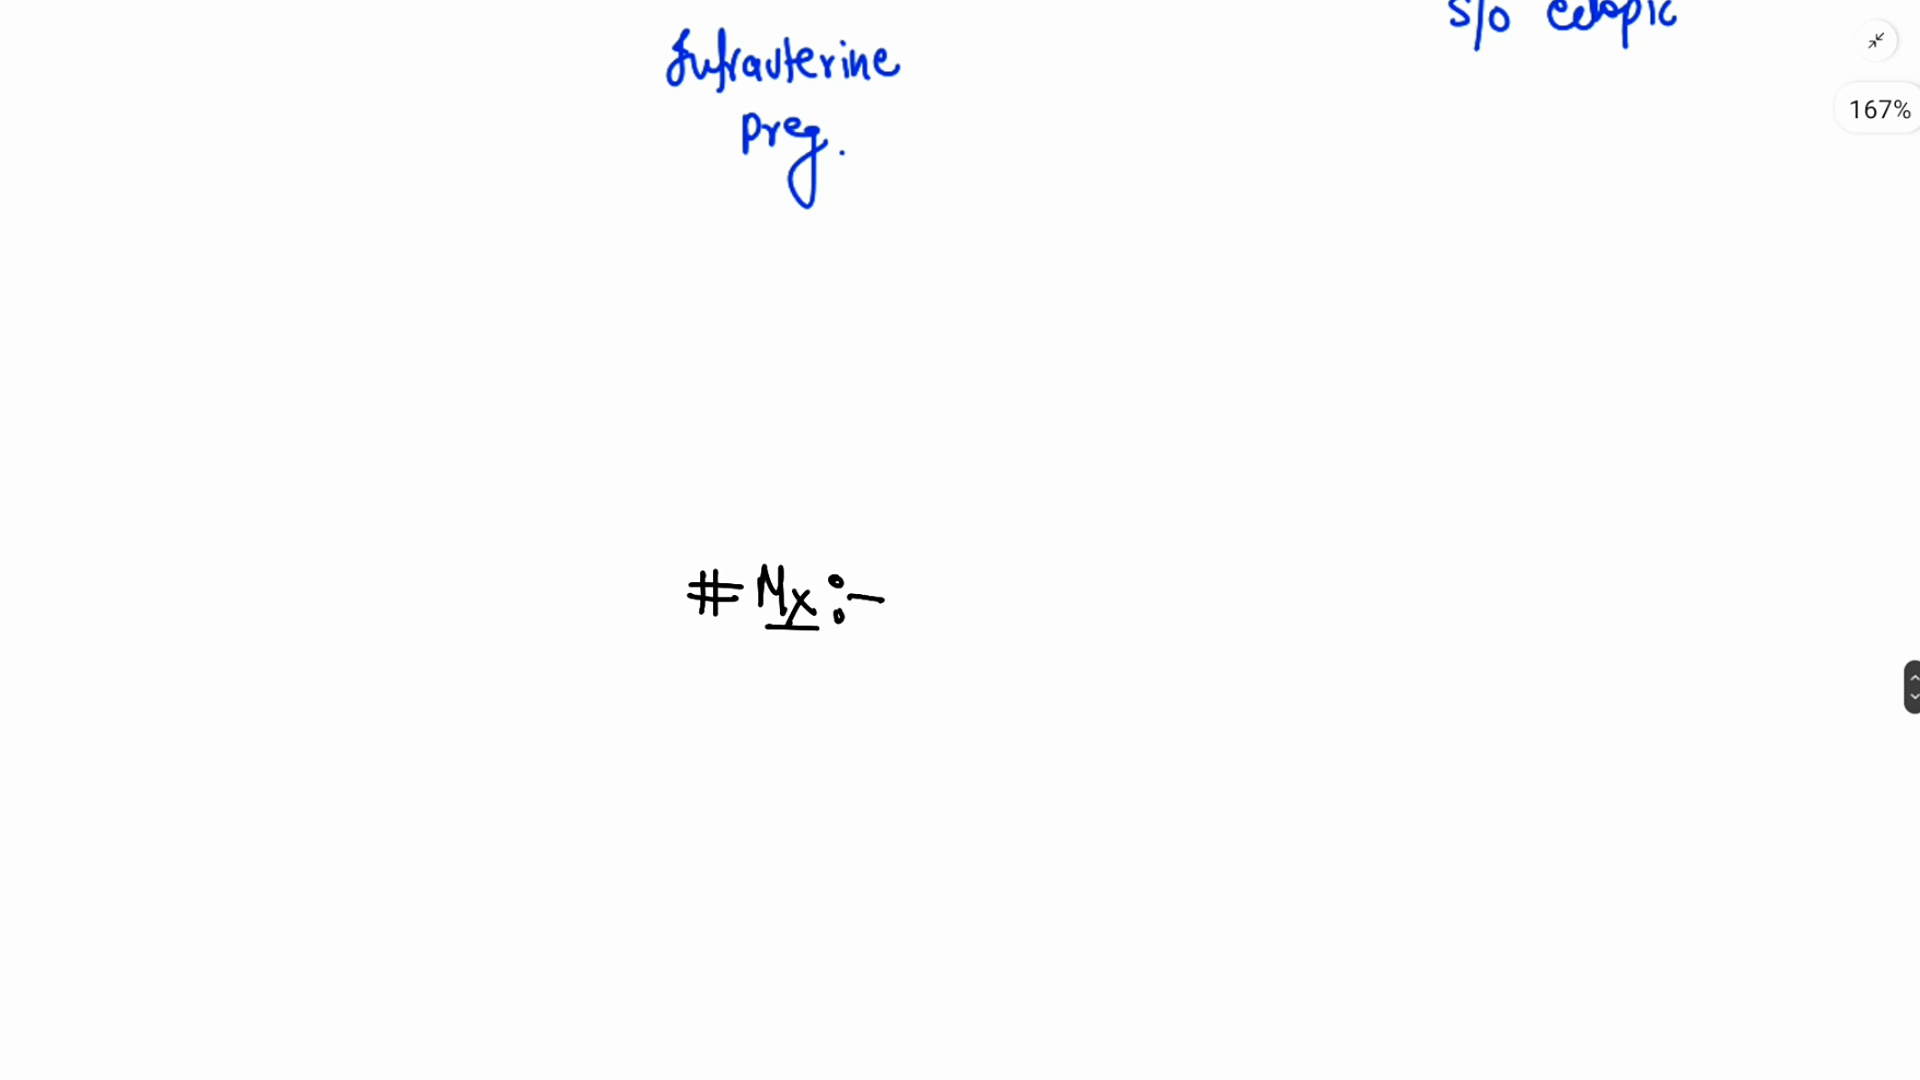 s/o ectopic
Intrauterine
preg.
167%
# Mx :-